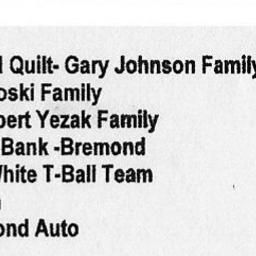 Quilt- Gary Johnson Family
oski Family
bert Yezak Family
Bank -Bremond
White T-Ball Team
ond Auto